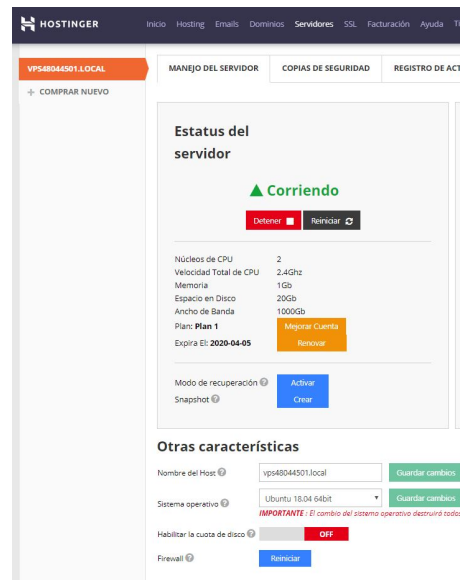 HOSTINGER
Inicio Hosting Emails Dominios Servidores SSL Facturación Ayuda
VPS48044501.LOCAL
+ COMPRAR NUEVO
MANEJO DEL SERVIDOR COPIAS DE SEGURIDAD REGISTRO DE ACT
Estatus del
servidor
Corriendo
Detener Reiniciar
Núcleos de CPU 2
Velocidad Total de CPU 2.4Ghz
Memoria 1Gb
Espacio en Disco 20Gb
Ancho de Banda 1000Gb
Plan: Plan 1 Mejorar Cuenta
Expira El: 2020-04-05 Renovar
Modo de recuperación ? Activar
Snapshot ? Crear
Otras características
Nombre del Host ? vps48044501.local Guardar cambios
Sistema operativo ? Ubuntu 18.04 64bit Guardar cambios
IMPORTANTE : El cambio del sistema operativo destruirá todos
Habilitar la cuota de disco ? OFF
Firewall ? Reiniciar